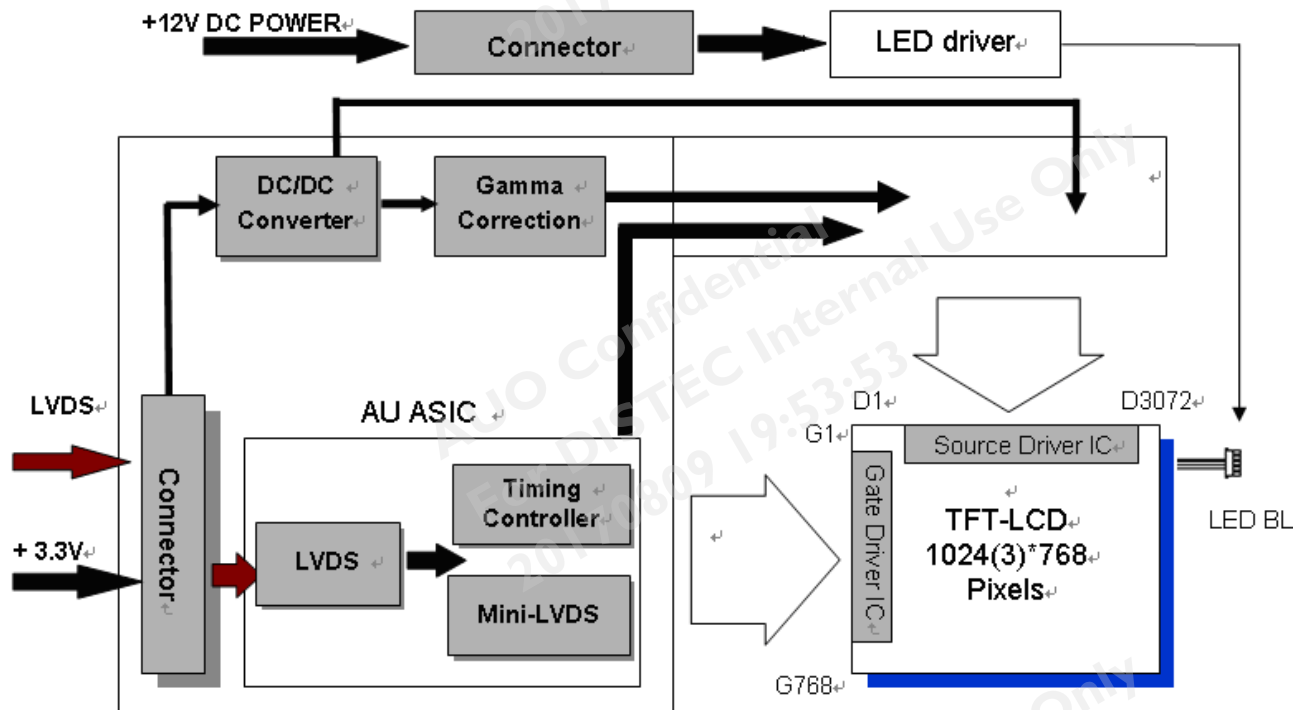 +12V DC POWER
Connector
LED driver
DC/DC
Converter
Gamma
Correction
LVDS
AU ASIC
D1
D3072
G1
Source Driver IC
Connector
Timing
Controller
Gate Driver IC
TFT-LCD
1024(3)*768
Pixels
LED BL
+ 3.3V
LVDS
Mini-LVDS
G768
AUO Confidential
For DISTEC Internal Use Only
20170809 19:53:53
2017
Only